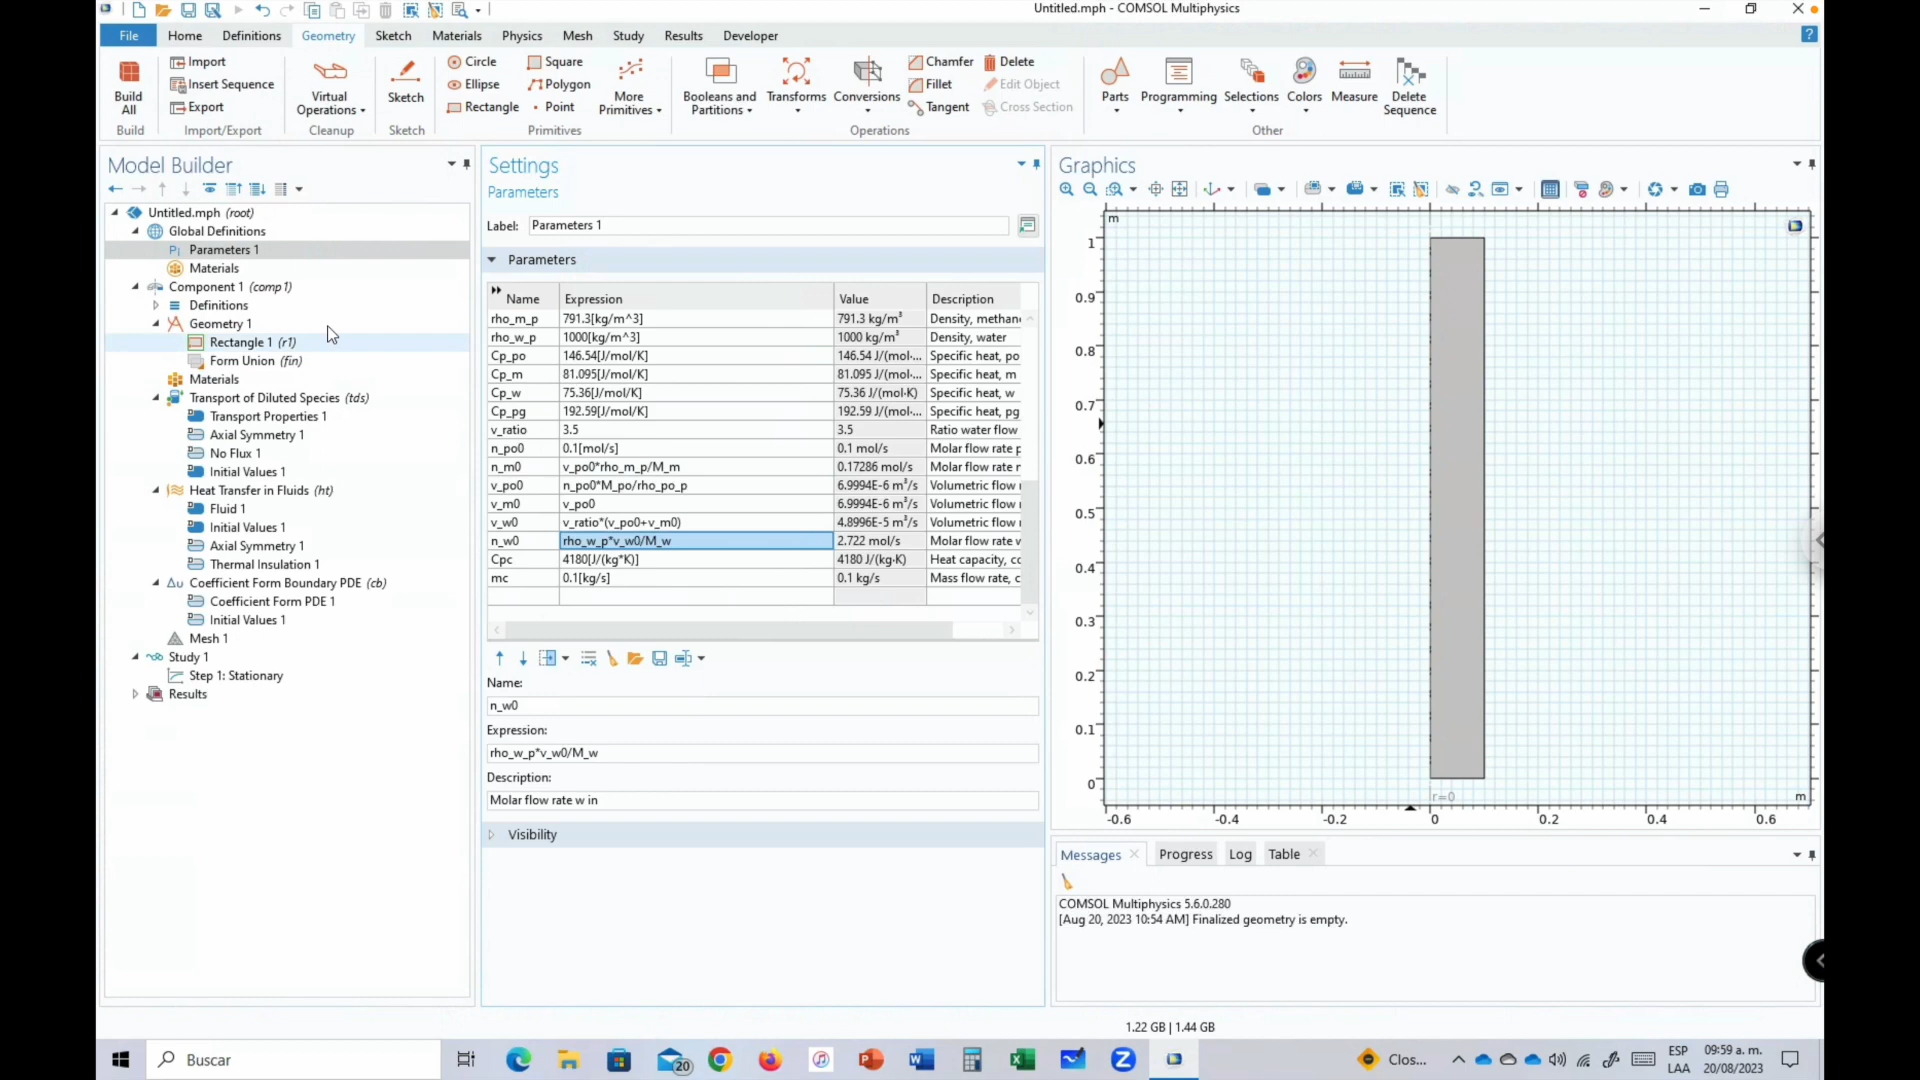 Untitled.mph - COMSOL Multiphysics
File Home Definitions Geometry Sketch Materials Physics Mesh Study Results Developer
Build All
Build
Import
Insert Sequence
Export
Import/Export
Virtual Operations
Cleanup
Sketch
Sketch
Circle
Ellipse
Rectangle
Square
Polygon
Point
More Primitives
Primitives
Booleans and Partitions
Transforms
Conversions
Chamfer
Fillet
Tangent
Delete
Edit Object
Cross Section
Operations
Parts
Programming
Selections
Colors
Measure
Delete Sequence
Other
Model Builder
Untitled.mph (root)
Global Definitions
Pi Parameters 1
Materials
Component 1 (comp1)
Definitions
Geometry 1
Rectangle 1 (r1)
Form Union (fin)
Materials
Transport of Diluted Species (tds)
Transport Properties 1
Axial Symmetry 1
No Flux 1
Initial Values 1
Heat Transfer in Fluids (ht)
Fluid 1
Initial Values 1
Axial Symmetry 1
Thermal Insulation 1
Δu Coefficient Form Boundary PDE (cb)
Coefficient Form PDE 1
Initial Values 1
Mesh 1
Study 1
Step 1: Stationary
Results
Settings
Parameters
Label: Parameters 1
Parameters
Name Expression Value Description
rho_m_p 791.3[kg/m^3] 791.3 kg/m³ Density, methan
rho_w_p 1000[kg/m^3] 1000 kg/m³ Density, water
Cp_po 146.54[J/mol/K] 146.54 J/(mol·... Specific heat, po
Cp_m 81.095[J/mol/K] 81.095 J/(mol·... Specific heat, m
Cp_w 75.36[J/mol/K] 75.36 J/(mol·K) Specific heat, w
Cp_pg 192.59[J/mol/K] 192.59 J/(mol·... Specific heat, pg
v_ratio 3.5 3.5 Ratio water flow
n_po0 0.1[mol/s] 0.1 mol/s Molar flow rate p
n_m0 v_po0*rho_m_p/M_m 0.17286 mol/s Molar flow rate
v_po0 n_po0*M_po/rho_po_p 6.9994E-6 m³/s Volumetric flow
v_m0 v_po0 6.9994E-6 m³/s Volumetric flow
v_w0 v_ratio*(v_po0+v_m0) 4.8996E-5 m³/s Volumetric flow
n_w0 rho_w_p*v_w0/M_w 2.722 mol/s Molar flow rate
Cpc 4180[J/(kg*K)] 4180 J/(kg·K) Heat capacity, cc
mc 0.1[kg/s] 0.1 kg/s Mass flow rate, c
Name:
n_w0
Expression:
rho_w_p*v_w0/M_w
Description:
Molar flow rate w in
Visibility
Graphics
m
1
0.9
0.8
0.7
0.6
0.5
0.4
0.3
0.2
0.1
0
r=0
m
-0.6 -0.4 -0.2 0 0.2 0.4 0.6
Messages Progress Log Table
COMSOL Multiphysics 5.6.0.280
[Aug 20, 2023 10:54 AM] Finalized geometry is empty.
1.22 GB | 1.44 GB
Buscar
20
Clos...
ESP
LAA
09:59 a. m.
20/08/2023